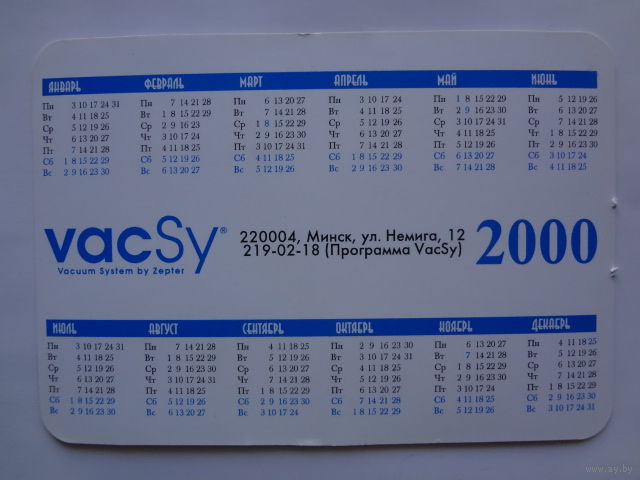 ЯНВАРЬ ФЕВРАЛЬ МАРТ АПРЕЛЬ МАЙ ИЮНЬ
Пн 3 10 17 24 31 Пн 7 14 21 28 Пн 6 13 20 27 Пн 3 10 17 24 Пн 1 8 15 22 29 Пн 5 12 19 26
Вт 4 11 18 25 Вт 1 8 15 22 29 Вт 7 14 21 28 Вт 4 11 18 25 Вт 2 9 16 23 30 Вт 6 13 20 27
Ср 5 12 19 26 Ср 2 9 16 23 Ср 1 8 15 22 29 Ср 5 12 19 26 Ср 3 10 17 24 31 Ср 7 14 21 28
Чт 6 13 20 27 Чт 3 10 17 24 Чт 2 9 16 23 30 Чт 6 13 20 27 Чт 4 11 18 25 Чт 1 8 15 22 29
Пт 7 14 21 28 Пт 4 11 18 25 Пт 3 10 17 24 31 Пт 7 14 21 28 Пт 5 12 19 26 Пт 2 9 16 23 30
Сб 1 8 15 22 29 Сб 5 12 19 26 Сб 4 11 18 25 Сб 1 8 15 22 29 Сб 6 13 20 27 Сб 3 10 17 24
Вс 2 9 16 23 30 Вс 6 13 20 27 Вс 5 12 19 26 Вс 2 9 16 23 30 Вс 7 14 21 28 Вс 4 11 18 25
vacSy® 220004, Минск, ул. Немига, 12 2000
Vacuum System by Zepter 219-02-18 (Программа VacSy)
ИЮЛЬ АВГУСТ СЕНТЯБРЬ ОКТЯБРЬ НОЯБРЬ ДЕКАБРЬ
Пн 3 10 17 24 31 Пн 7 14 21 28 Пн 4 11 18 25 Пн 2 9 16 23 30 Пн 6 13 20 27 Пн 4 11 18 25
Вт 4 11 18 25 Вт 1 8 15 22 29 Вт 5 12 19 26 Вт 3 10 17 24 31 Вт 7 14 21 28 Вт 5 12 19 26
Ср 5 12 19 26 Ср 2 9 16 23 30 Ср 6 13 20 27 Ср 4 11 18 25 Ср 1 8 15 22 29 Ср 6 13 20 27
Чт 6 13 20 27 Чт 3 10 17 24 31 Чт 7 14 21 28 Чт 5 12 19 26 Чт 2 9 16 23 30 Чт 7 14 21 28
Пт 7 14 21 28 Пт 4 11 18 25 Пт 1 8 15 22 29 Пт 6 13 20 27 Пт 3 10 17 24 Пт 1 8 15 22 29
Сб 1 8 15 22 29 Сб 5 12 19 26 Сб 2 9 16 23 30 Сб 7 14 21 28 Сб 4 11 18 25 Сб 2 9 16 23 30
Вс 2 9 16 23 30 Вс 6 13 20 27 Вс 3 10 17 24 Вс 1 8 15 22 29 Вс 5 12 19 26 Вс 3 10 17 24 31
www.ay.by